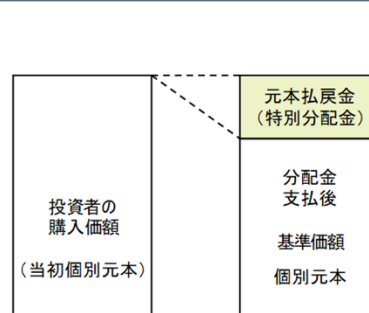 元本払戻金
（特別分配金）
投資者の
購入価額
（当初個別元本）
分配金
支払後
基準価額
個別元本